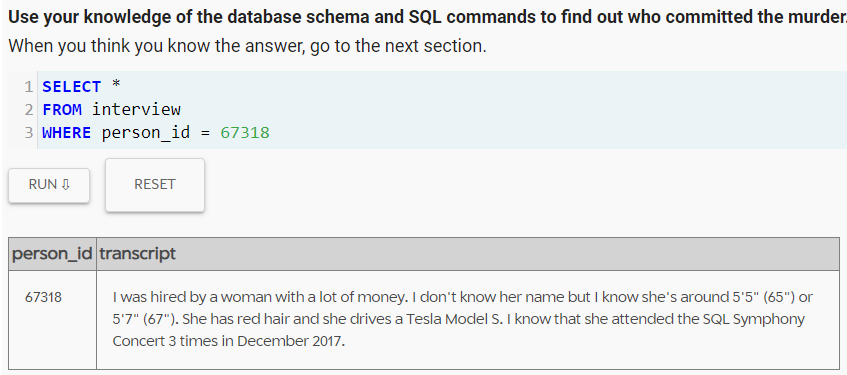 Use your knowledge of the database schema and SQL commands to find out who committed the murder.
When you think you know the answer, go to the next section.
1 SELECT *
2 FROM interview
3 WHERE person_id = 67318
RUN ⇩ RESET
person_id transcript
67318 I was hired by a woman with a lot of money. I don't know her name but I know she's around 5'5" (65") or
5'7" (67"). She has red hair and she drives a Tesla Model S. I know that she attended the SQL Symphony
Concert 3 times in December 2017.